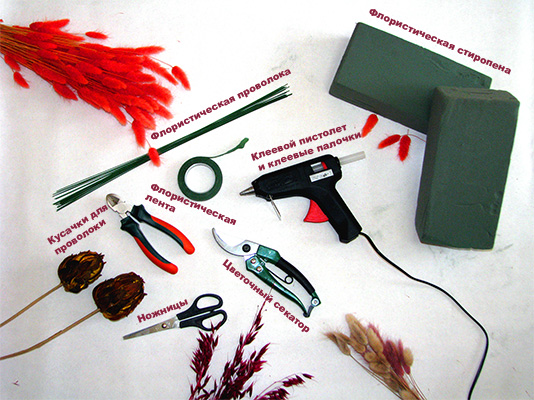 Флористическая стиропена
Флористическая проволока
Клеевой пистолет
и клеевые палочки
Флористическая
лента
Кусачки для
проволоки
Цветочный секатор
Ножницы